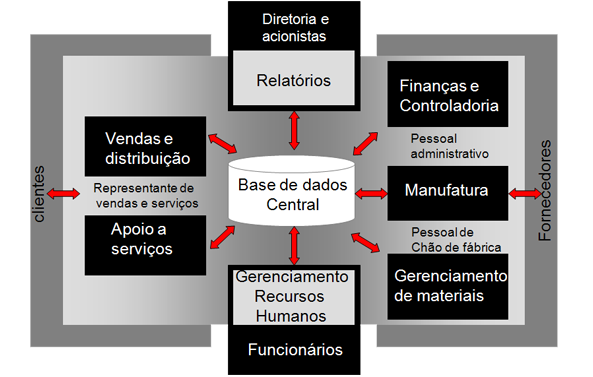 Diretoria e
acionistas
Relatórios
Finanças e
Controladoria
Vendas e
distribuição
Pessoal
administrativo
clientes
Representante de
vendas e serviços
Base de dados
Central
Manufatura
Fornecedores
Apoio a
serviços
Pessoal de
Chão de fábrica
Gerenciamento
Recursos
Humanos
Gerenciamento
de materiais
Funcionários